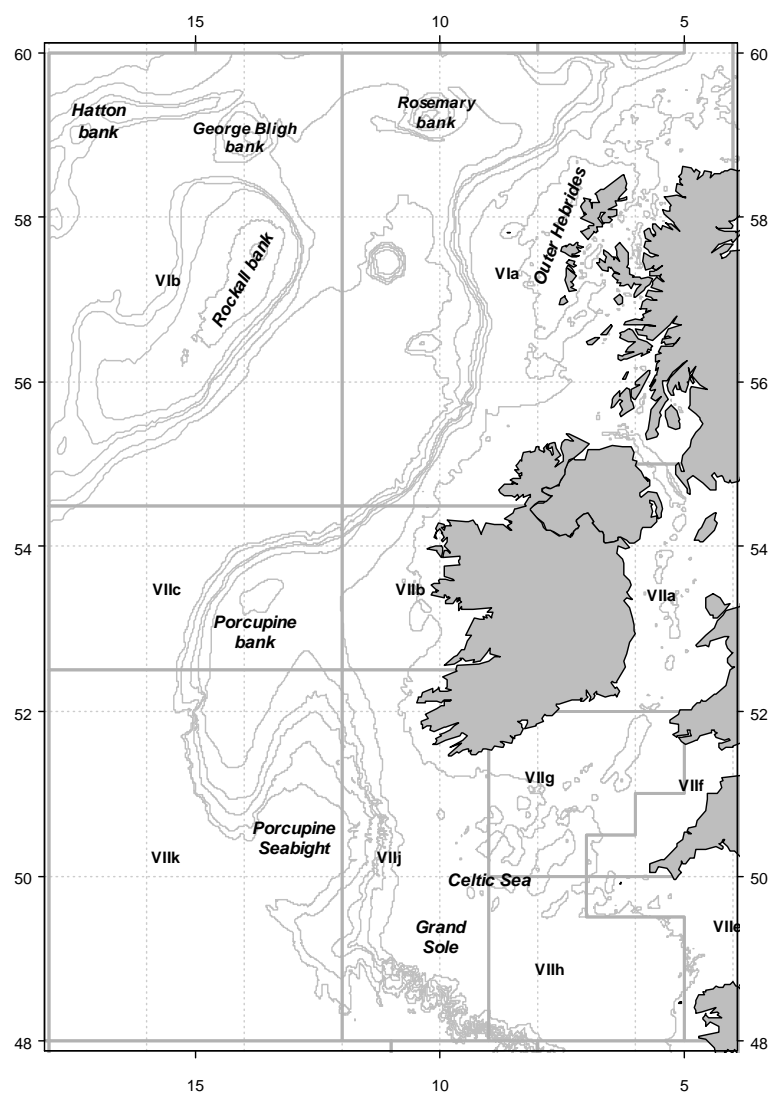 15 10 5
60 60
Hatton
bank
George Bligh
bank
Rosemary
bank
58 58
Outer Hebrides
VIb
Rockall bank
VIa
56 56
54 54
VIIc
VIIb
VIIa
Porcupine
bank
52 52
VIIg
VIIf
Porcupine
Seabight
VIIk
VIIj
50 50
Celtic Sea
Grand
Sole
VIIe
VIIh
48 48
15 10 5